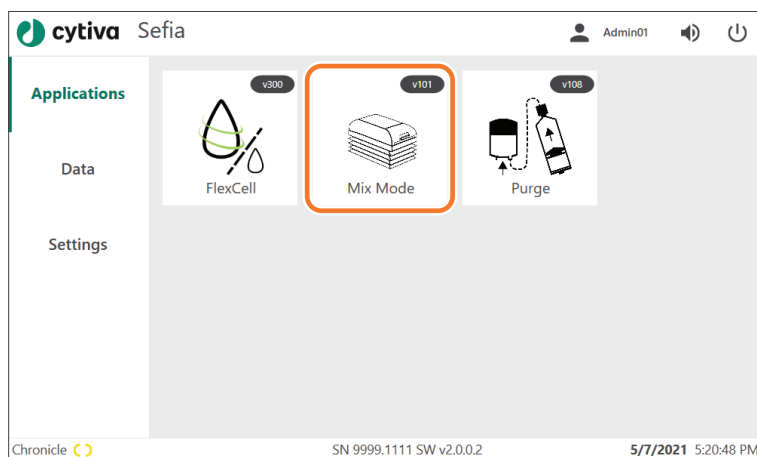 cytiva Sefia Admin01
Applications
Data
Settings
v300
FlexCell
v101
Mix Mode
v108
Purge
Chronicle SN 9999.1111 SW v2.0.0.2 5/7/2021 5:20:48 PM